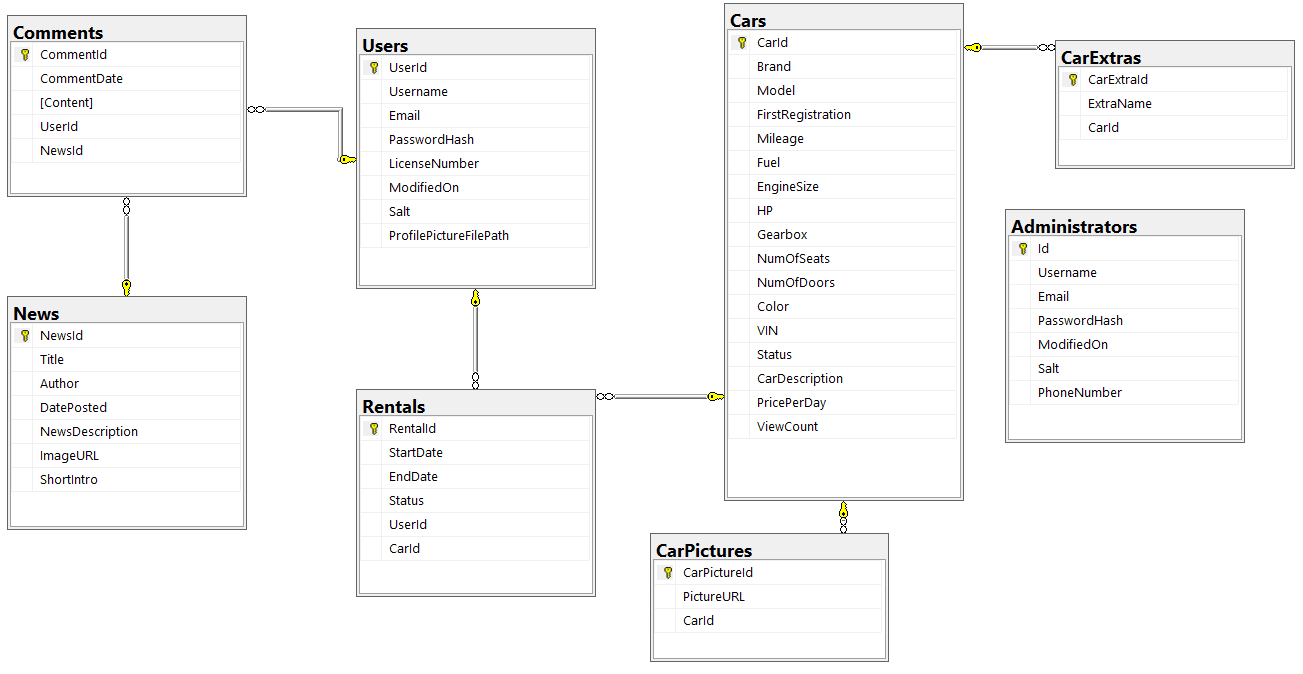 Comments
CommentId
CommentDate
[Content]
UserId
NewsId
Users
UserId
Username
Email
PasswordHash
LicenseNumber
ModifiedOn
Salt
ProfilePictureFilePath
Cars
CarId
Brand
Model
FirstRegistration
Mileage
Fuel
EngineSize
HP
Gearbox
NumOfSeats
NumOfDoors
Color
VIN
Status
CarDescription
PricePerDay
ViewCount
CarExtras
CarExtraId
ExtraName
CarId
Administrators
Id
Username
Email
PasswordHash
ModifiedOn
Salt
PhoneNumber
News
NewsId
Title
Author
DatePosted
NewsDescription
ImageURL
ShortIntro
Rentals
RentalId
StartDate
EndDate
Status
UserId
CarId
CarPictures
CarPictureId
PictureURL
CarId